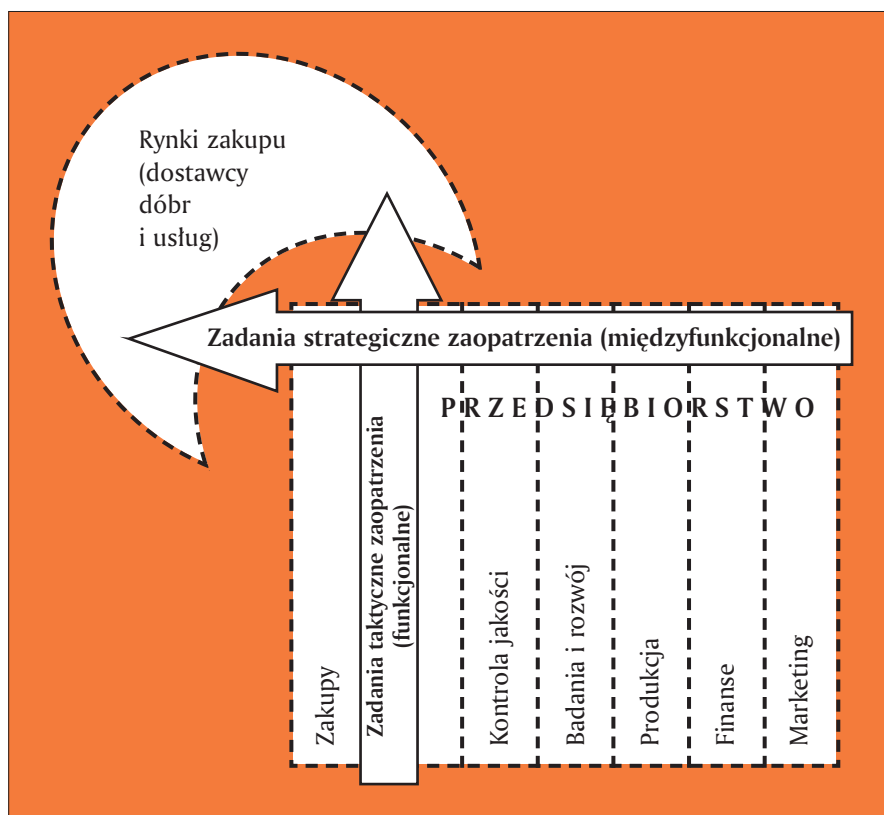 Rynki zakupu
(dostawcy
dóbr
i usług)
Zadania strategiczne zaopatrzenia (międzyfunkcjonalne)
PRZEDSIĘBIORSTWO
Zakupy
Zadania taktyczne zaopatrzenia
(funkcjonalne)
Kontrola jakości
Badania i rozwój
Produkcja
Finanse
Marketing